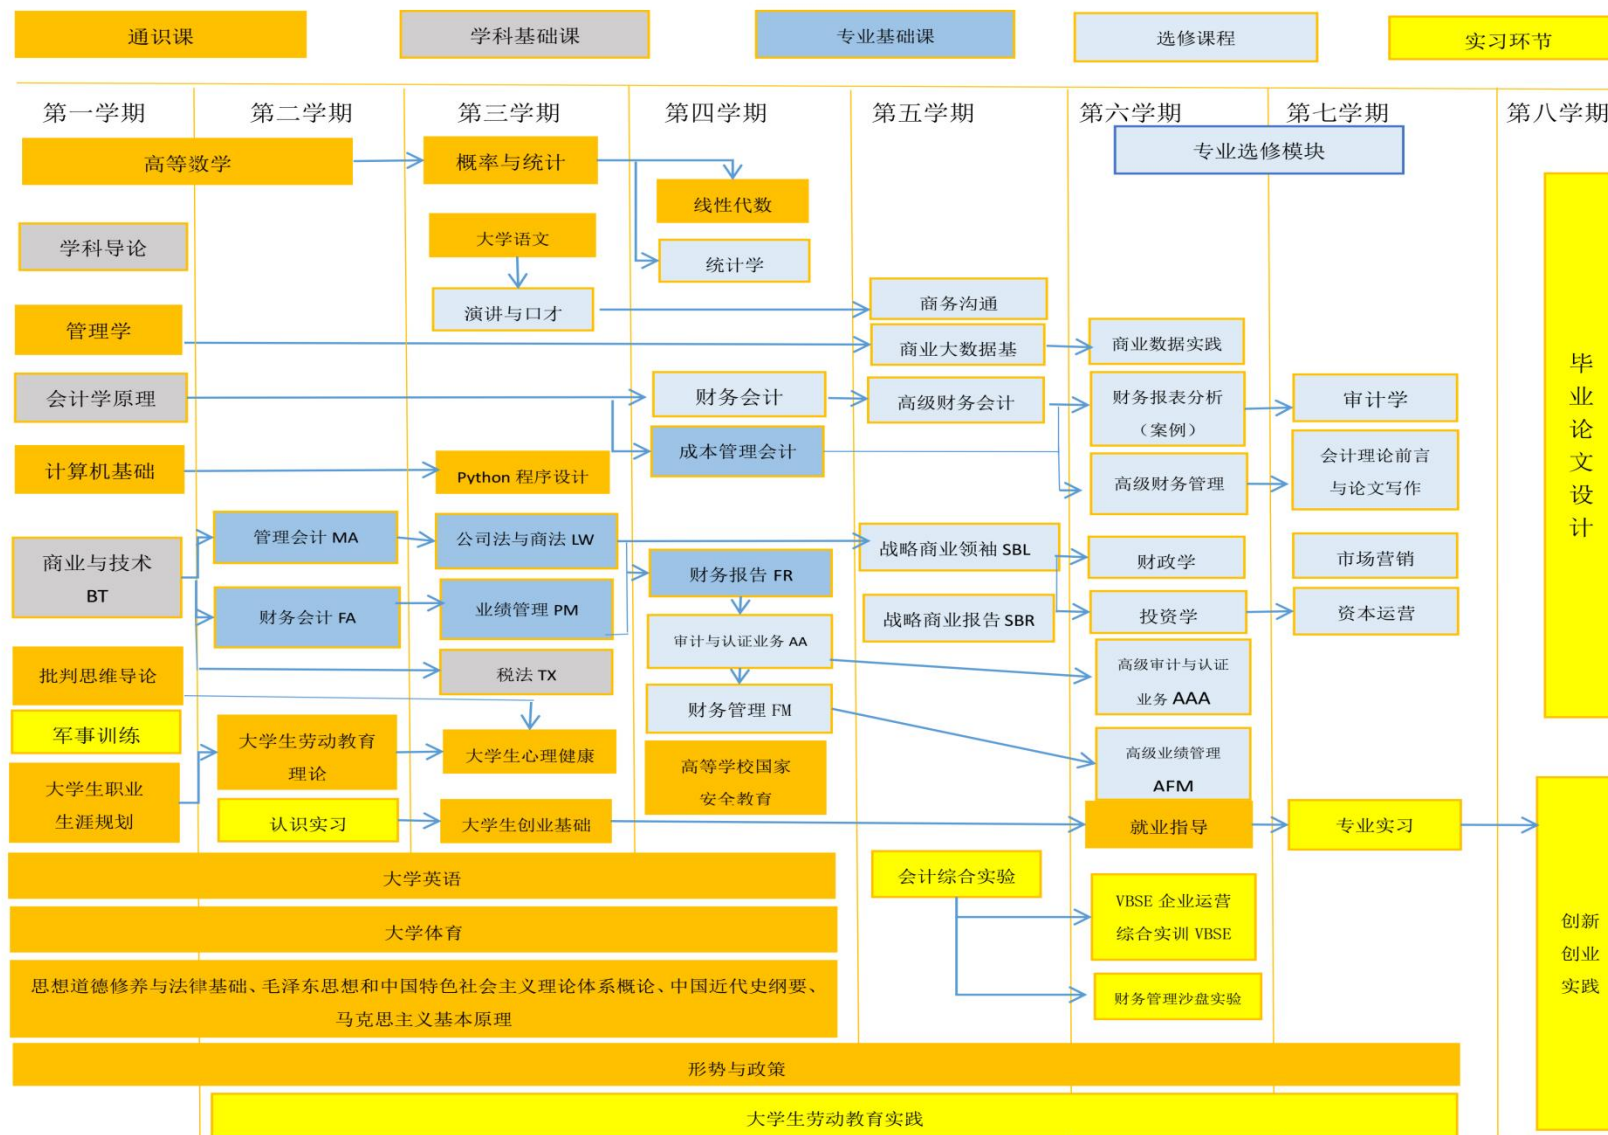 通识课
学科基础课
专业基础课
选修课程
实习环节
第一学期
第二学期
第三学期
第四学期
第五学期
第六学期
第七学期
第八学期
专业选修模块
高等数学
概率与统计
线性代数
学科导论
大学语文
统计学
演讲与口才
商务沟通
管理学
商业大数据基
商业数据实践
会计学原理
财务会计
高级财务会计
财务报表分析
（案例）
审计学
计算机基础
Python 程序设计
成本管理会计
高级财务管理
会计理论前言
与论文写作
商业与技术
BT
管理会计 MA
公司法与商法 LW
战略商业领袖 SBL
财政学
市场营销
财务会计 FA
业绩管理 PM
财务报告 FR
战略商业报告 SBR
投资学
资本运营
批判思维导论
税法 TX
审计与认证业务 AA
高级审计与认证
业务 AAA
军事训练
财务管理 FM
大学生劳动教育
理论
大学生心理健康
高等学校国家
安全教育
高级业绩管理
AFM
大学生职业
生涯规划
认识实习
大学生创业基础
就业指导
专业实习
大学英语
会计综合实验
VBSE 企业运营
综合实训 VBSE
大学体育
财务管理沙盘实验
思想道德修养与法律基础、毛泽东思想和中国特色社会主义理论体系概论、中国近代史纲要、
马克思主义基本原理
形势与政策
大学生劳动教育实践
毕
业
论
文
设
计
创新
创业
实践